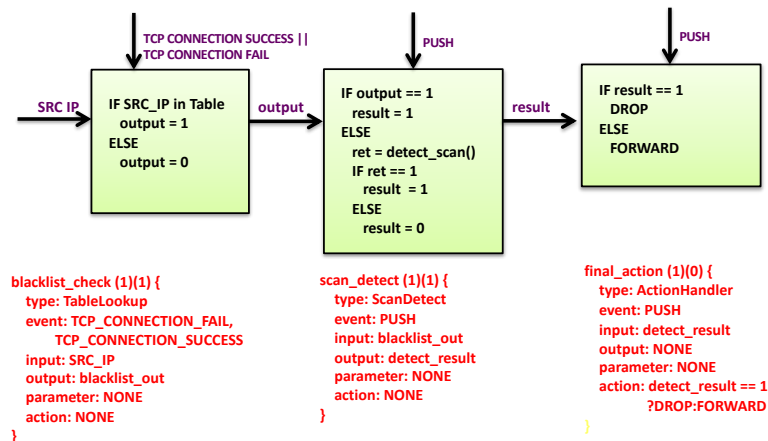 TCP CONNECTION SUCCESS ||
TCP CONNECTION FAIL
PUSH
PUSH
SRC IP
IF SRC_IP in Table
output = 1
ELSE
output = 0
output
IF output == 1
result = 1
ELSE
ret = detect_scan()
IF ret == 1
result = 1
ELSE
result = 0
result
IF result == 1
DROP
ELSE
FORWARD
blacklist_check (1)(1) {
type: TableLookup
event: TCP_CONNECTION_FAIL,
TCP_CONNECTION_SUCCESS
input: SRC_IP
output: blacklist_out
parameter: NONE
action: NONE
}
scan_detect (1)(1) {
type: ScanDetect
event: PUSH
input: blacklist_out
output: detect_result
parameter: NONE
action: NONE
}
final_action (1)(0) {
type: ActionHandler
event: PUSH
input: detect_result
output: NONE
parameter: NONE
action: detect_result == 1
?DROP:FORWARD
}